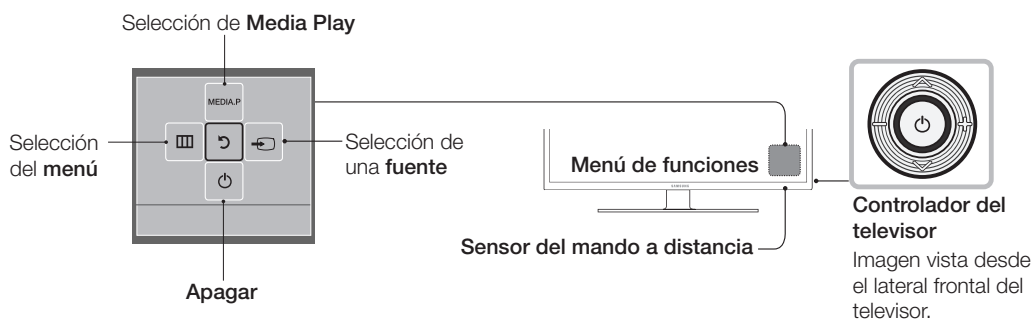 Selección de Media Play
MEDIA.P
Selección
del menú
Selección de
una fuente
Apagar
Menú de funciones
SAMSUNG
Sensor del mando a distancia
Controlador del
televisor
Imagen vista desde
el lateral frontal del
televisor.